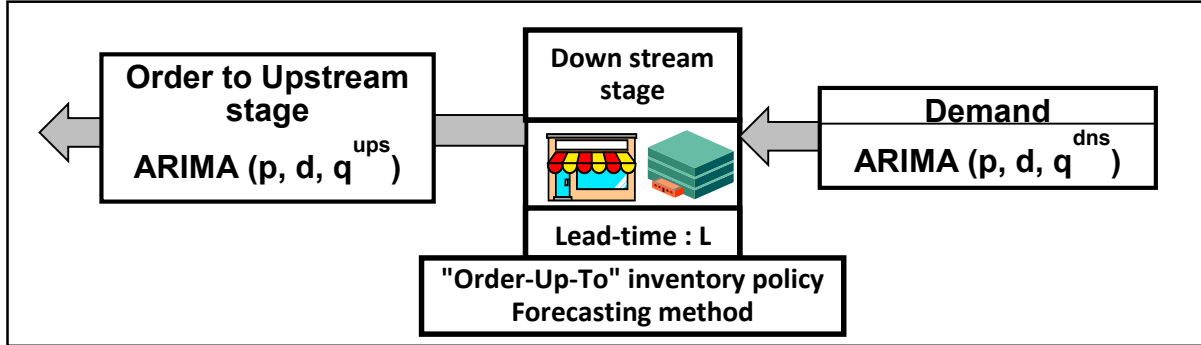 Order to Upstream
stage
ARIMA (p, d, q^ups)
Down stream
stage
Lead-time : L
"Order-Up-To" inventory policy
Forecasting method
Demand
ARIMA (p, d, q^dns)